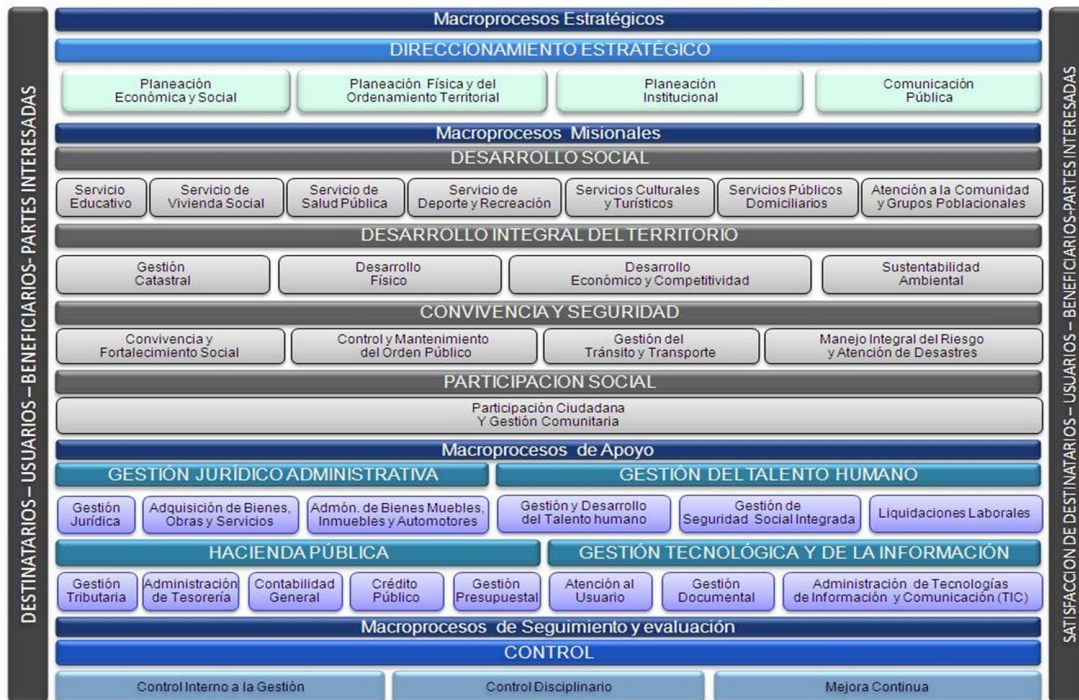 DESTINATARIOS – USUARIOS – BENEFICIARIOS- PARTES INTERESADAS
Macroprocesos Estratégicos
DIRECCIONAMIENTO ESTRATÉGICO
Planeación
Económica y Social
Planeación Física y del
Ordenamiento Territorial
Planeación
Institucional
Comunicación
Pública
Macroprocesos Misionales
DESARROLLO SOCIAL
Servicio
Educativo
Servicio de
Vivienda Social
Servicio de
Salud Pública
Servicio de
Deporte y Recreación
Servicios Culturales
y Turísticos
Servicios Públicos
Domiciliarios
Atención a la Comunidad
y Grupos Poblacionales
DESARROLLO INTEGRAL DEL TERRITORIO
Gestión
Catastral
Desarrollo
Físico
Desarrollo
Económico y Competitividad
Sustentabilidad
Ambiental
CONVIVENCIA Y SEGURIDAD
Convivencia y
Fortalecimiento Social
Control y Mantenimiento
del Orden Público
Gestión del
Tránsito y Transporte
Manejo Integral del Riesgo
y Atención de Desastres
PARTICIPACION SOCIAL
Participación Ciudadana
Y Gestión Comunitaria
Macroprocesos de Apoyo
GESTIÓN JURÍDICO ADMINISTRATIVA
GESTIÓN DEL TALENTO HUMANO
Gestión
Jurídica
Adquisición de Bienes,
Obras y Servicios
Admón. de Bienes Muebles,
Inmuebles y Automotores
Gestión y Desarrollo
del Talento humano
Gestión de
Seguridad Social Integrada
Liquidaciones Laborales
HACIENDA PÚBLICA
GESTIÓN TECNOLÓGICA Y DE LA INFORMACIÓN
Gestión
Tributaria
Administración
de Tesorería
Contabilidad
General
Crédito
Público
Gestión
Presupuestal
Atención al
Usuario
Gestión
Documental
Administración de Tecnologías
de Información y Comunicación (TIC)
Macroprocesos de Seguimiento y evaluación
CONTROL
Control Interno a la Gestión
Control Disciplinario
Mejora Continua
SATISFACCION DE DESTINATARIOS – USUARIOS – BENEFICIARIOS-PARTES INTERESADAS